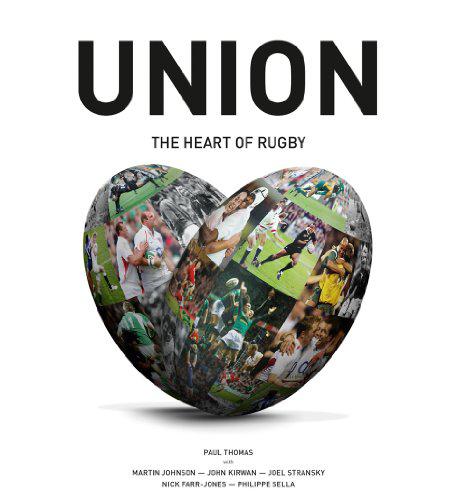 UNION
THE HEART OF RUGBY
PAUL THOMAS
with
MARTIN JOHNSON — JOHN KIRWAN — JOEL STRANSKY
NICK FARR-JONES — PHILIPPE SELLA